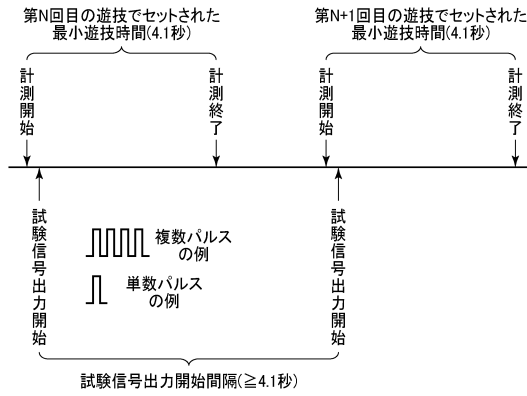 第N回目の遊技でセットされた
最小遊技時間(4.1秒)
第N+1回目の遊技でセットされた
最小遊技時間(4.1秒)
計測開始
計測終了
計測開始
計測終了
試験信号出力開始
複数パルス
の例
単数パルス
の例
試験信号出力開始
試験信号出力開始間隔(≧4.1秒)